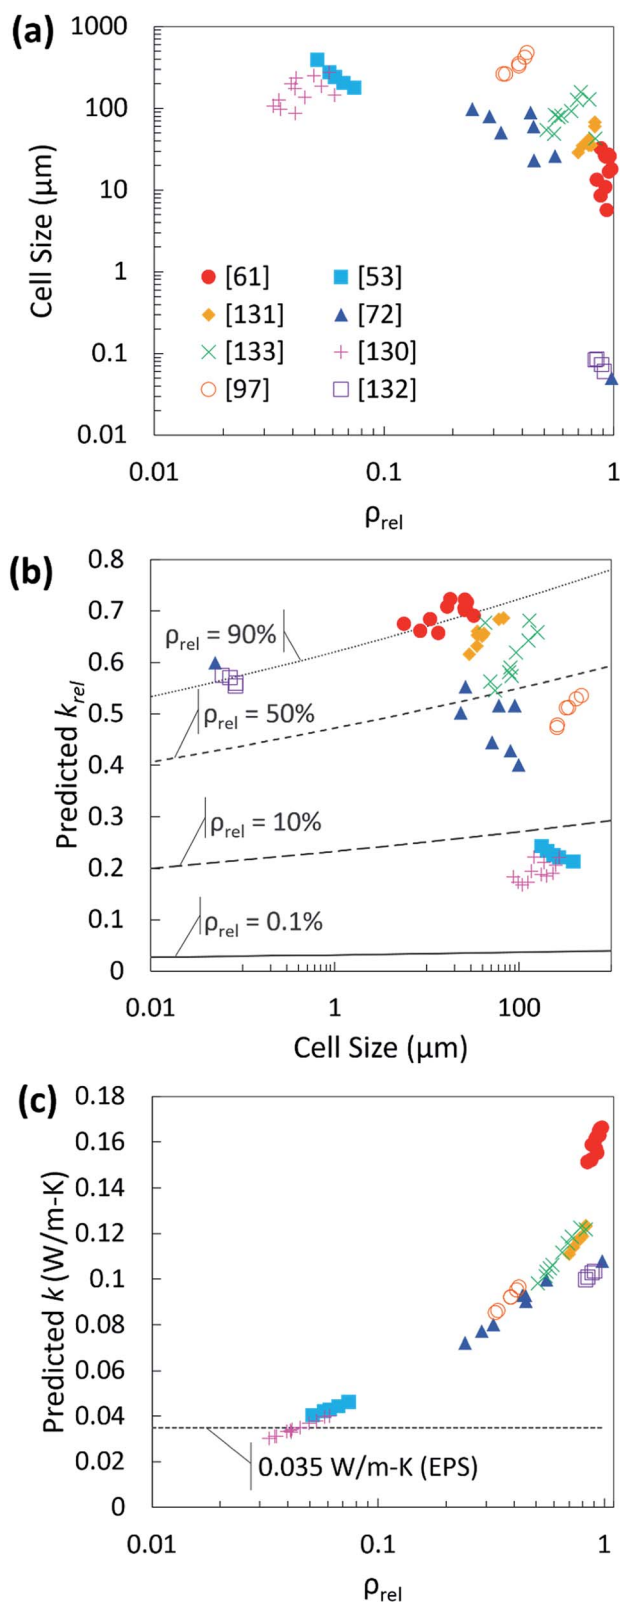 (a)
1000
100
10
1
0.1
0.01
Cell Size (µm)
[61] [53]
[131] [72]
[133] [130]
[97] [132]
0.01 0.1 1
ρrel
(b)
0.8
0.7
0.6
0.5
0.4
0.3
0.2
0.1
0
Predicted krel
ρrel = 90%
ρrel = 50%
ρrel = 10%
ρrel = 0.1%
0.01 1 100
Cell Size (µm)
(c)
0.18
0.16
0.14
0.12
0.1
0.08
0.06
0.04
0.02
0
Predicted k (W/m-K)
0.035 W/m-K (EPS)
0.01 0.1 1
ρrel